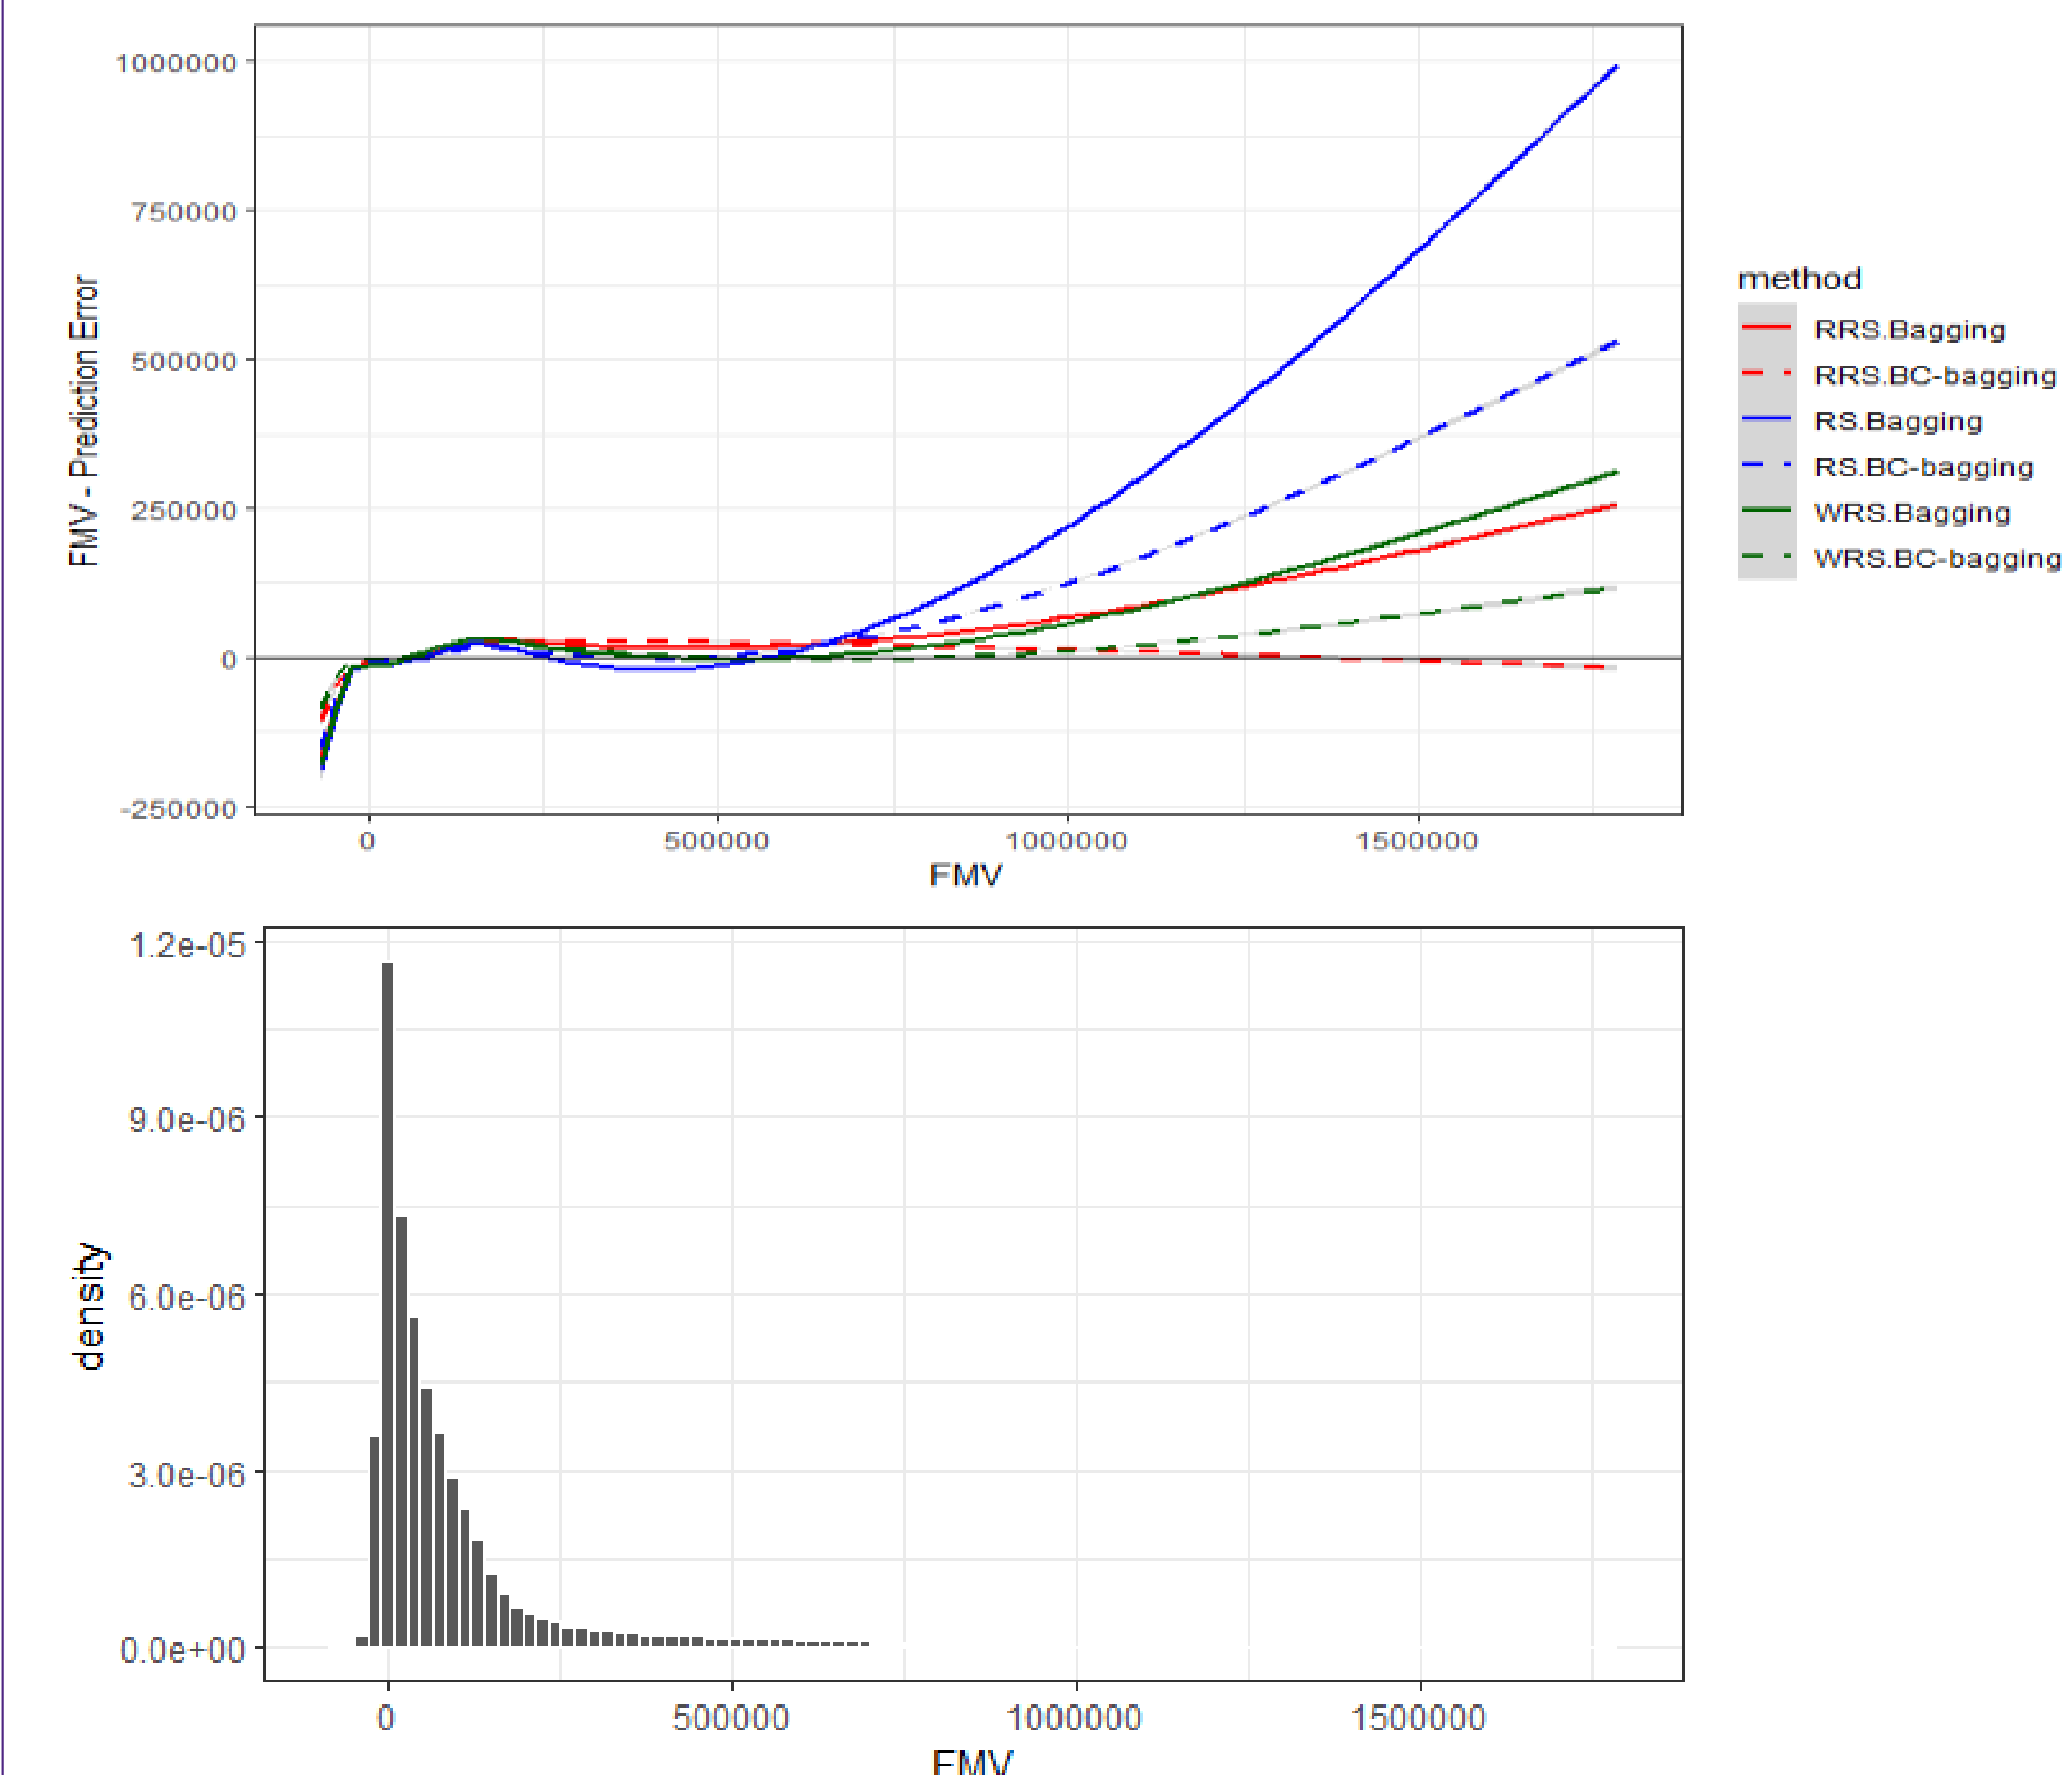 1000000
750000
500000
250000
0
-250000
FMV - Prediction Error
0 500000 1000000 1500000
FMV
method
RRS.Bagging
RRS.BC-bagging
RS.Bagging
RS.BC-bagging
WRS.Bagging
WRS.BC-bagging
1.2e-05
9.0e-06
6.0e-06
3.0e-06
0.0e+00
density
0 500000 1000000 1500000
FMV